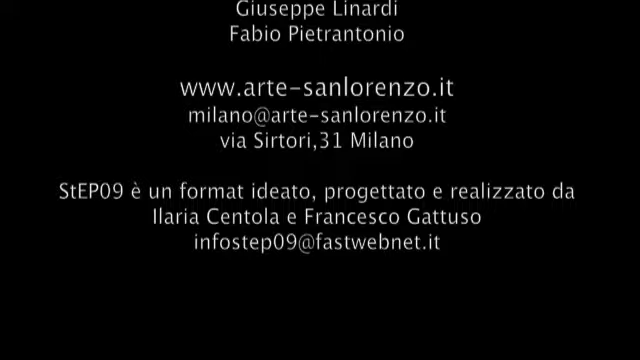 Giuseppe Linardi
Fabio Pietrantonio
www.arte-sanlorenzo.it
milano@arte-sanlorenzo.it
via Sirtori,31 Milano
StEP09 è un format ideato, progettato e realizzato da
Ilaria Centola e Francesco Gattuso
infostep09@fastwebnet.it